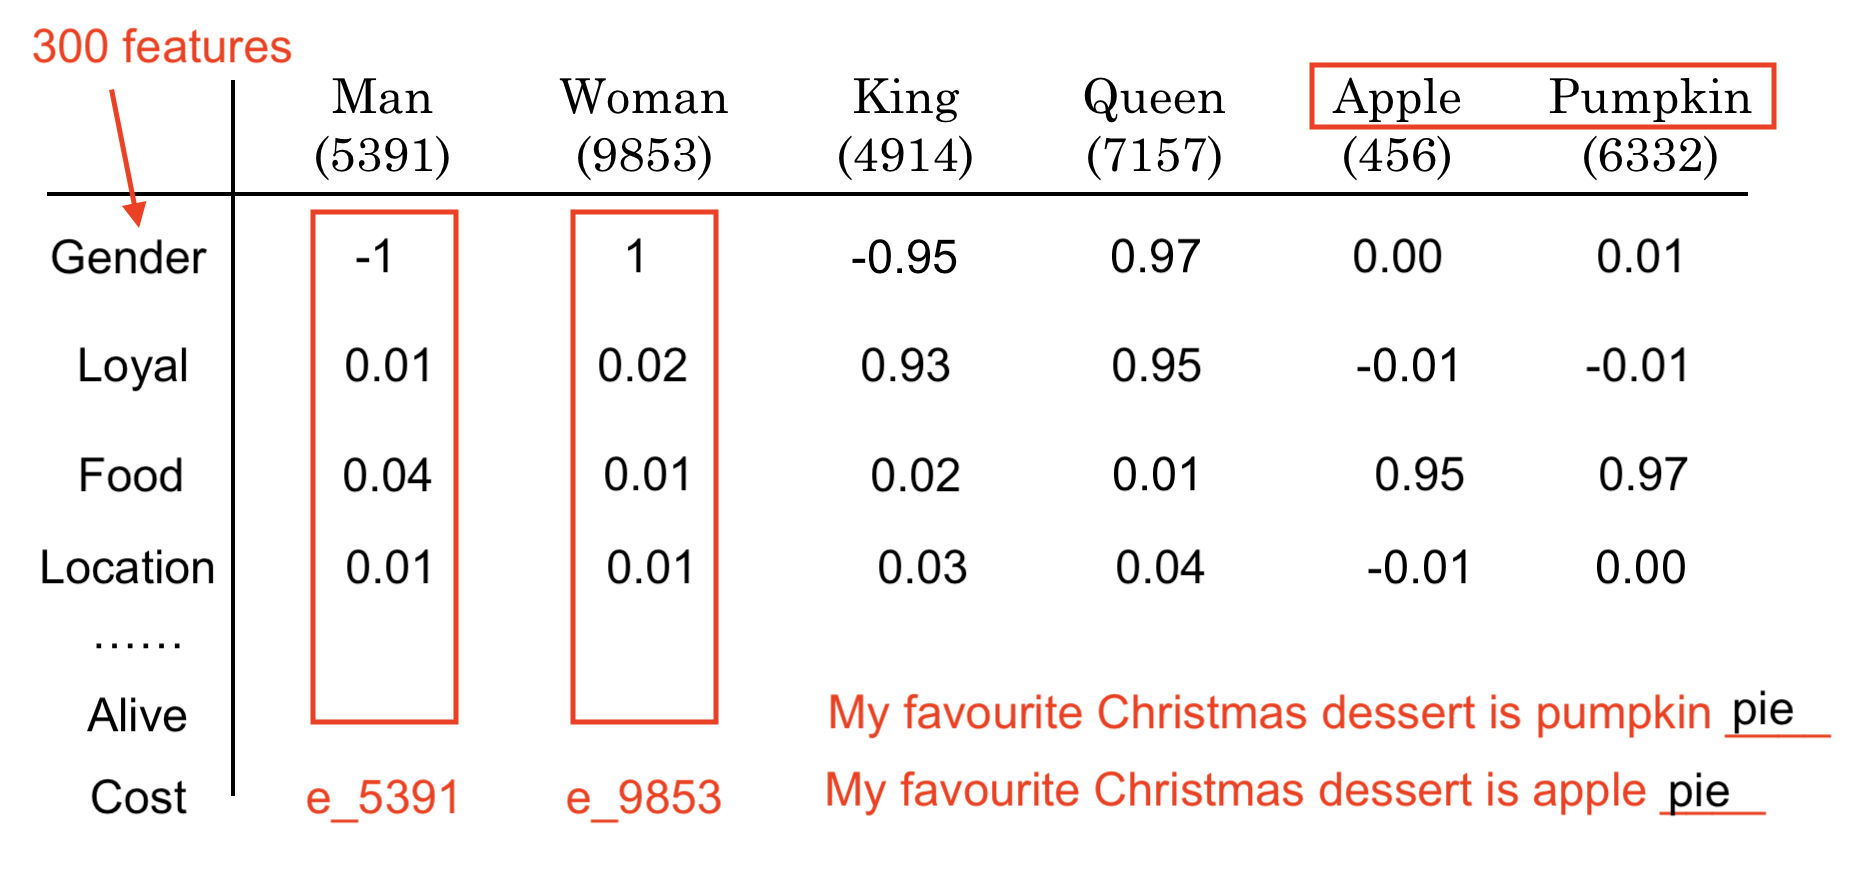 300 features
Man Woman King Queen Apple Pumpkin
(5391) (9853) (4914) (7157) (456) (6332)
Gender -1 1 -0.95 0.97 0.00 0.01
Loyal 0.01 0.02 0.93 0.95 -0.01 -0.01
Food 0.04 0.01 0.02 0.01 0.95 0.97
Location 0.01 0.01 0.03 0.04 -0.01 0.00
......
Alive My favourite Christmas dessert is pumpkin pie
Cost e_5391 e_9853 My favourite Christmas dessert is apple pie